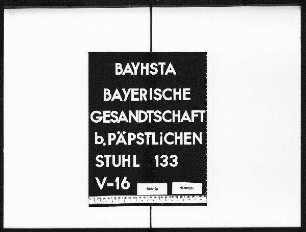 BAYHSTA
BAYERISCHE
GESANDTSCHAFT
b. PÄPSTLiCHEN
STUHL 133
V-16